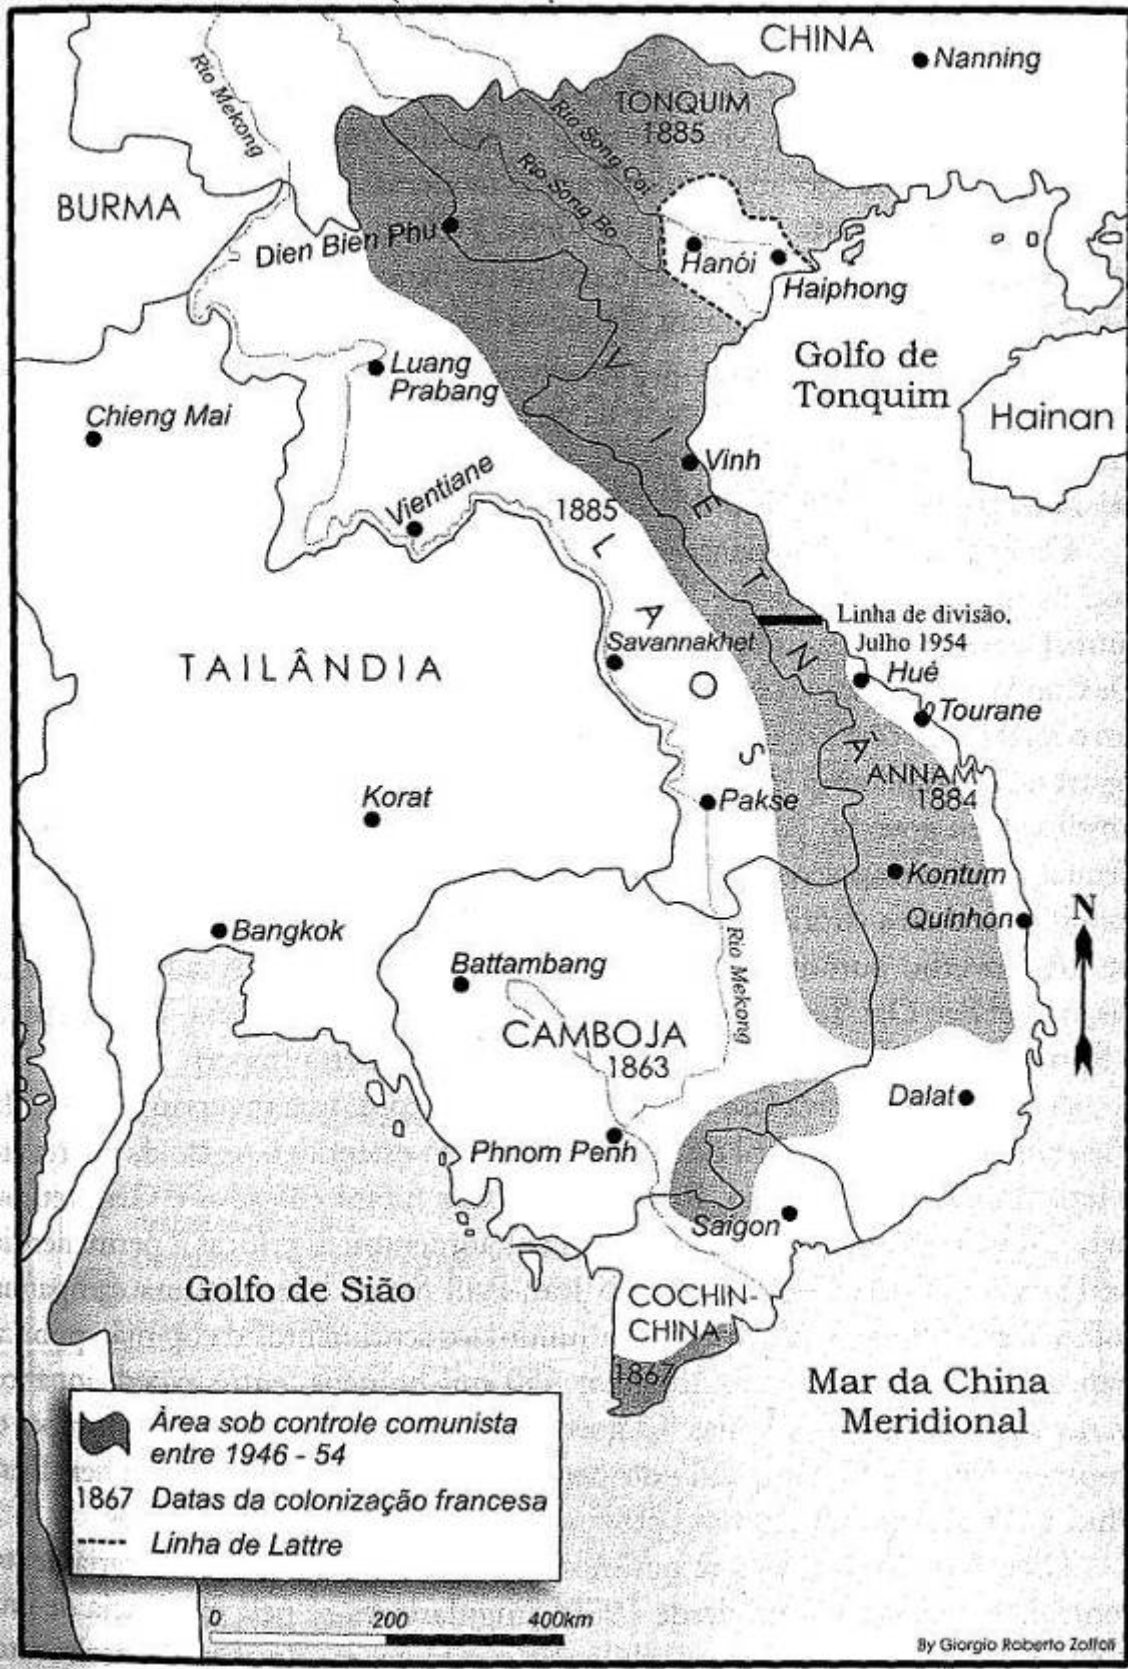 CHINA
Nanning
Rio Mekong
TONQUIM
1885
Rio Song Coi
Rio Song Bo
BURMA
Dien Bien Phu
Hanói
Haiphong
Golfo de
Tonquim
Hainan
Luang
Prabang
Chieng Mai
Vientiane
Vinh
1885
LAOS
VIETNÃ
Linha de divisão,
Julho 1954
Savannakhet
Hué
Tourane
TAILÂNDIA
ANNAM
1884
Korat
Pakse
Kontum
Quinhon
N
Bangkok
Battambang
Rio Mekong
CAMBOJA
1863
Dalat
Phnom Penh
Saigon
Golfo de Sião
COCHIN-
CHINA
1867
Mar da China
Meridional
Área sob controle comunista
entre 1946 - 54
1867 Datas da colonização francesa
Linha de Lattre
0 200 400km
By Giorgio Roberto Zoffoli